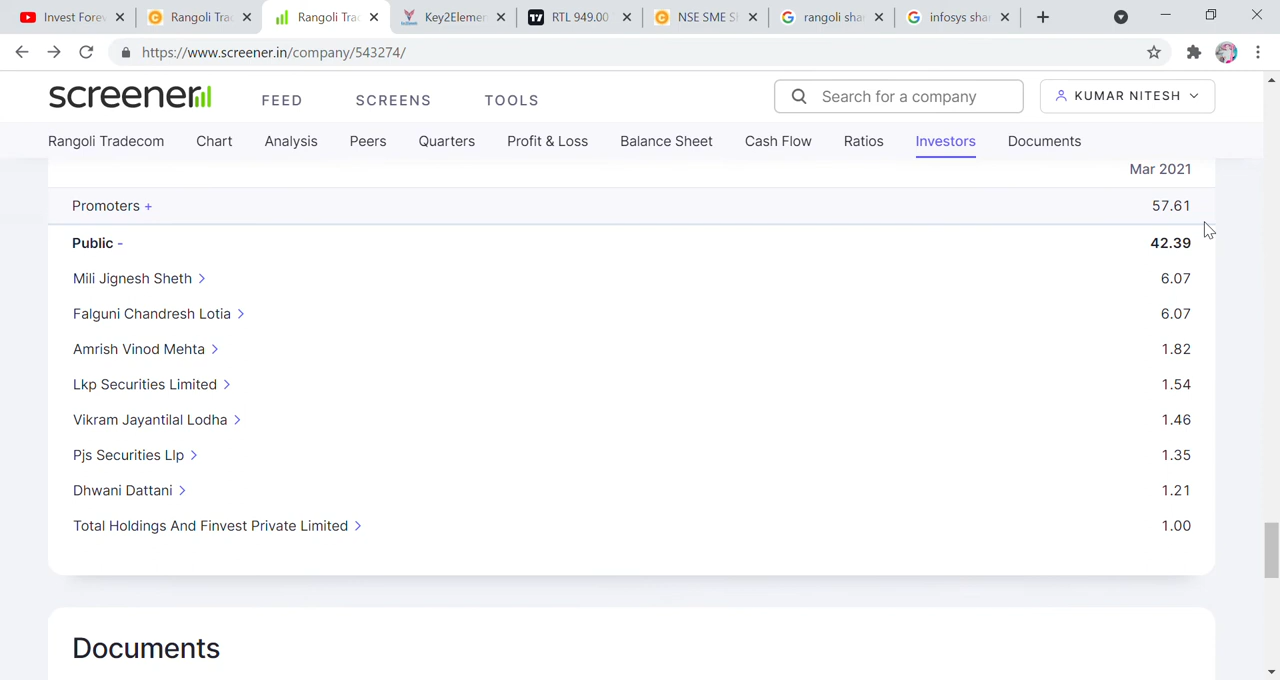 Invest Forev
Rangoli Trad
Rangoli Trad
Key2Elemen
RTL 949.00
NSE SME S
rangoli sha
infosys sha
https://www.screener.in/company/543274/
screener
FEED
SCREENS
TOOLS
Search for a company
KUMAR NITESH
Rangoli Tradecom
Chart
Analysis
Peers
Quarters
Profit & Loss
Balance Sheet
Cash Flow
Ratios
Investors
Documents
Mar 2021
Promoters + 57.61
Public - 42.39
Mili Jignesh Sheth > 6.07
Falguni Chandresh Lotia > 6.07
Amrish Vinod Mehta > 1.82
Lkp Securities Limited > 1.54
Vikram Jayantilal Lodha > 1.46
Pjs Securities Llp > 1.35
Dhwani Dattani > 1.21
Total Holdings And Finvest Private Limited > 1.00
Documents